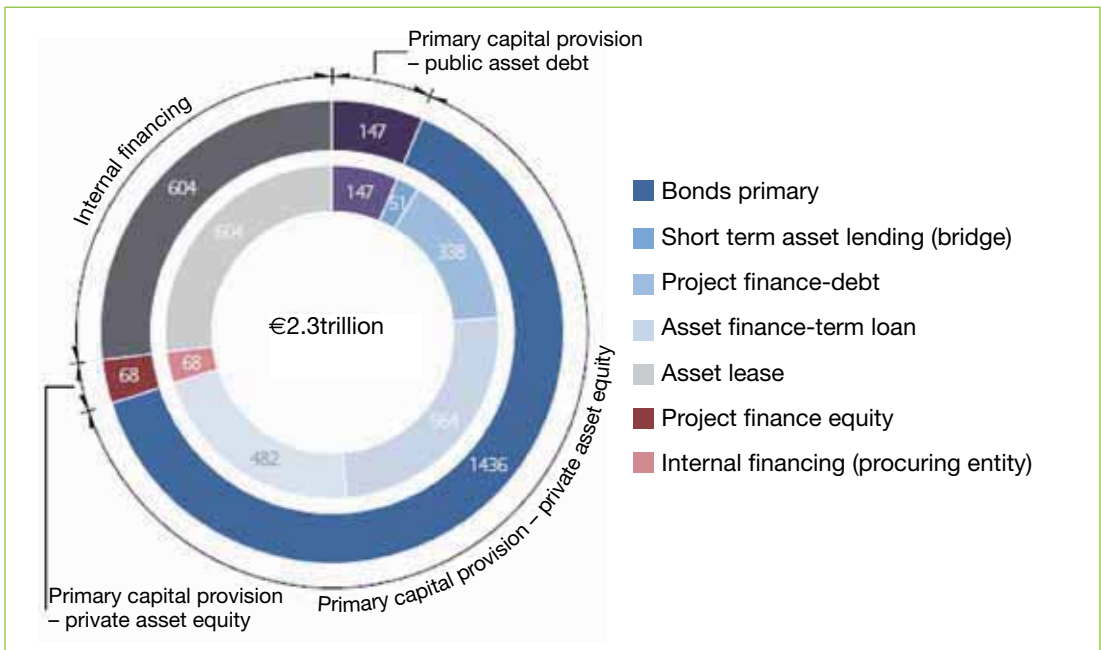 Primary capital provision
– public asset debt
Internal financing
147
604
147
51
338
604
€2.3trillion
68
68
564
482
1436
Primary capital provision – private asset equity
Primary capital provision
– private asset equity
Bonds primary
Short term asset lending (bridge)
Project finance-debt
Asset finance-term loan
Asset lease
Project finance equity
Internal financing (procuring entity)